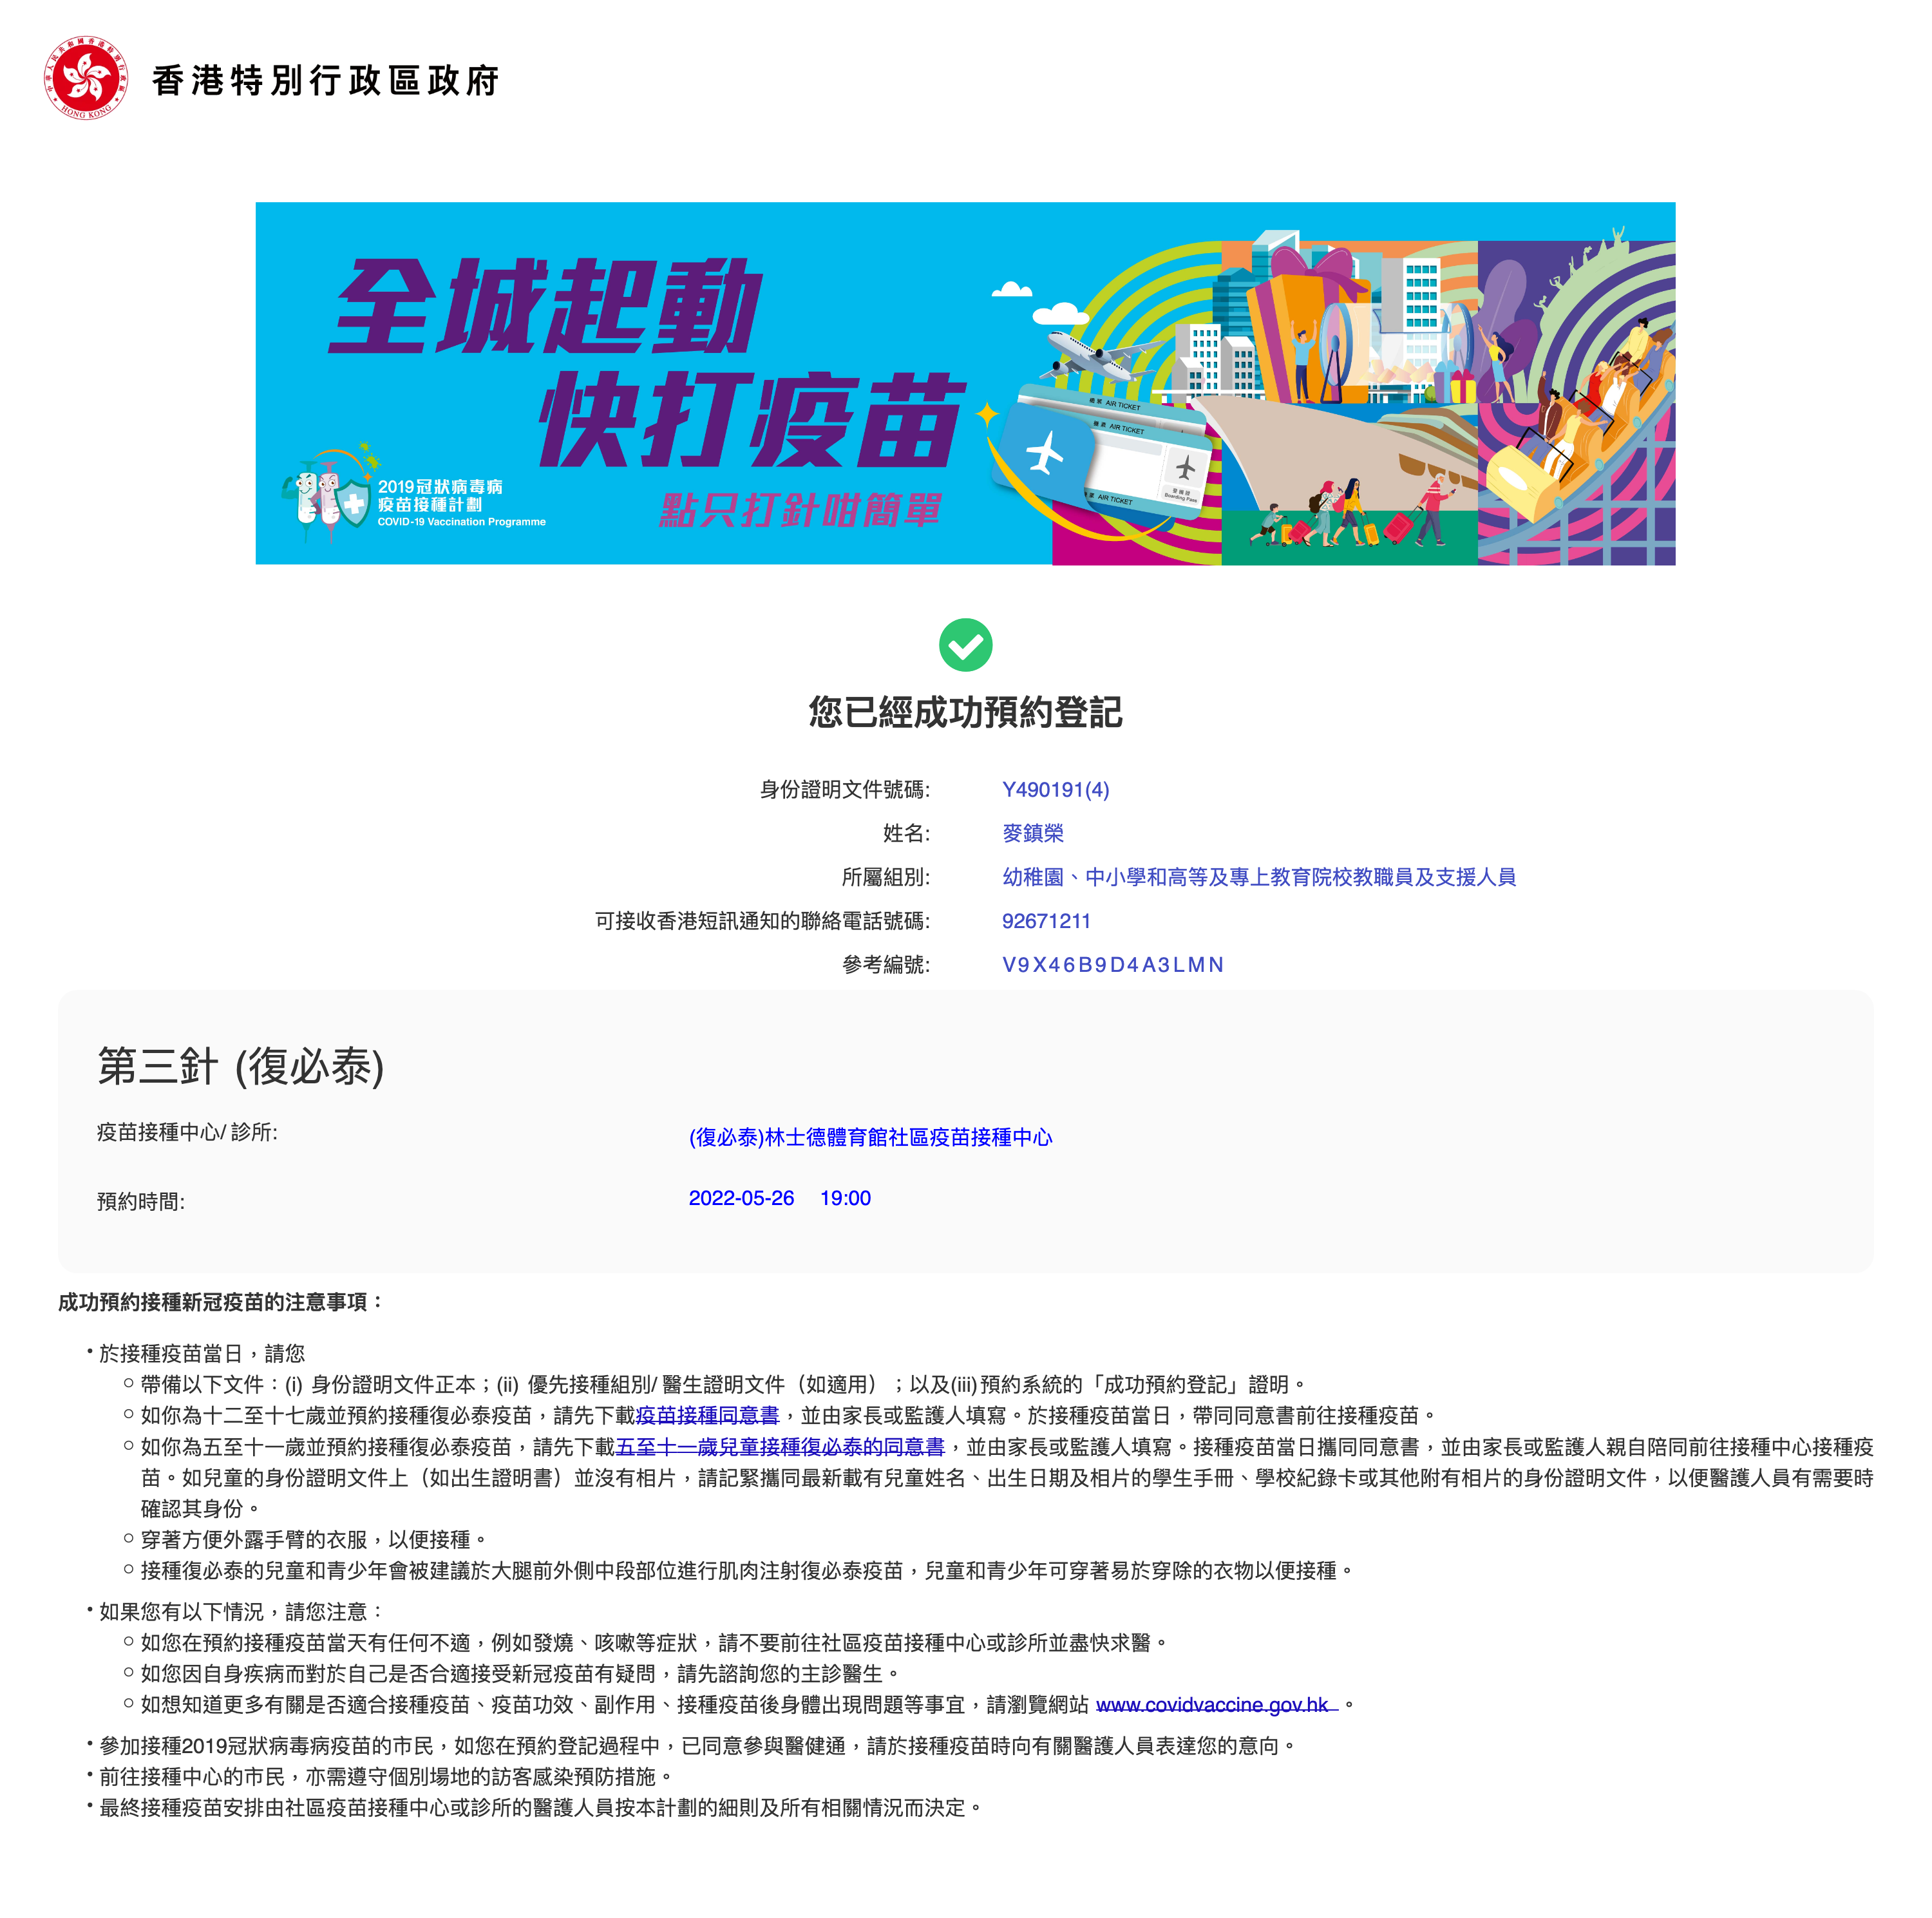 香港特別行政區政府
HONG KONG
全城起動
快打疫苗
點只打針咁簡單
2019冠狀病毒病
疫苗接種計劃
COVID-19 Vaccination Programme
機票 AIR TICKET
機票 AIR TICKET
登機證
Boarding Pass
機票 AIR TICKET
您已經成功預約登記
身份證明文件號碼: Y490191(4)
姓名: 麥鎮榮
所屬組別: 幼稚園、中小學和高等及專上教育院校教職員及支援人員
可接收香港短訊通知的聯絡電話號碼: 92671211
參考編號: V9X46B9D4A3LMN
第三針 (復必泰)
疫苗接種中心/ 診所: (復必泰)林士德體育館社區疫苗接種中心
預約時間: 2022-05-26 19:00
成功預約接種新冠疫苗的注意事項：
• 於接種疫苗當日，請您
○ 帶備以下文件：(i) 身份證明文件正本；(ii) 優先接種組別/ 醫生證明文件（如適用）；以及(iii)預約系統的「成功預約登記」證明。
○ 如你為十二至十七歲並預約接種復必泰疫苗，請先下載疫苗接種同意書，並由家長或監護人填寫。於接種疫苗當日，帶同同意書前往接種疫苗。
○ 如你為五至十一歲並預約接種復必泰疫苗，請先下載五至十一歲兒童接種復必泰的同意書，並由家長或監護人填寫。接種疫苗當日攜同同意書，並由家長或監護人親自陪同前往接種中心接種疫
苗。如兒童的身份證明文件上（如出生證明書）並沒有相片，請記緊攜同最新載有兒童姓名、出生日期及相片的學生手冊、學校紀錄卡或其他附有相片的身份證明文件，以便醫護人員有需要時
確認其身份。
○ 穿著方便外露手臂的衣服，以便接種。
○ 接種復必泰的兒童和青少年會被建議於大腿前外側中段部位進行肌肉注射復必泰疫苗，兒童和青少年可穿著易於穿除的衣物以便接種。
• 如果您有以下情況，請您注意：
○ 如您在預約接種疫苗當天有任何不適，例如發燒、咳嗽等症狀，請不要前往社區疫苗接種中心或診所並盡快求醫。
○ 如您因自身疾病而對於自己是否合適接受新冠疫苗有疑問，請先諮詢您的主診醫生。
○ 如想知道更多有關是否適合接種疫苗、疫苗功效、副作用、接種疫苗後身體出現問題等事宜，請瀏覽網站 www.covidvaccine.gov.hk 。
• 參加接種2019冠狀病毒病疫苗的市民，如您在預約登記過程中，已同意參與醫健通，請於接種疫苗時向有關醫護人員表達您的意向。
• 前往接種中心的市民，亦需遵守個別場地的訪客感染預防措施。
• 最終接種疫苗安排由社區疫苗接種中心或診所的醫護人員按本計劃的細則及所有相關情況而決定。